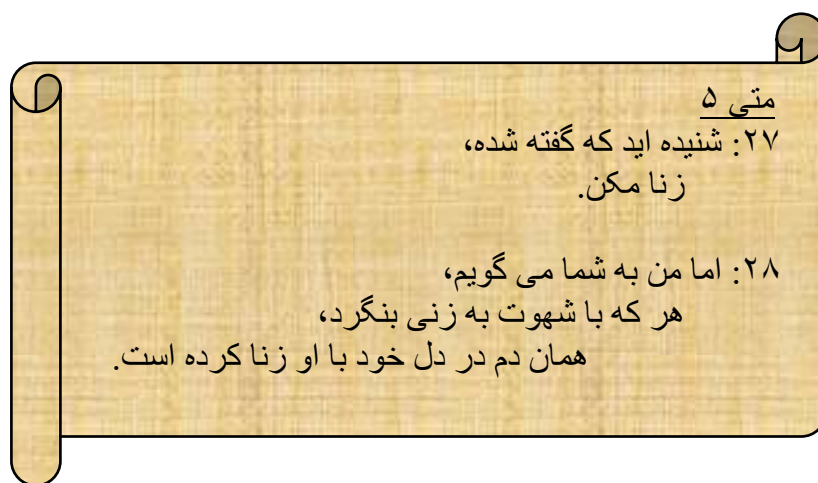 متی ۵
۲۷: شنیده اید که گفته شده،
زنا مکن.
۲۸: اما من به شما می گویم،
هر که با شهوت به زنی بنگرد،
همان دم در دل خود با او زنا کرده است.